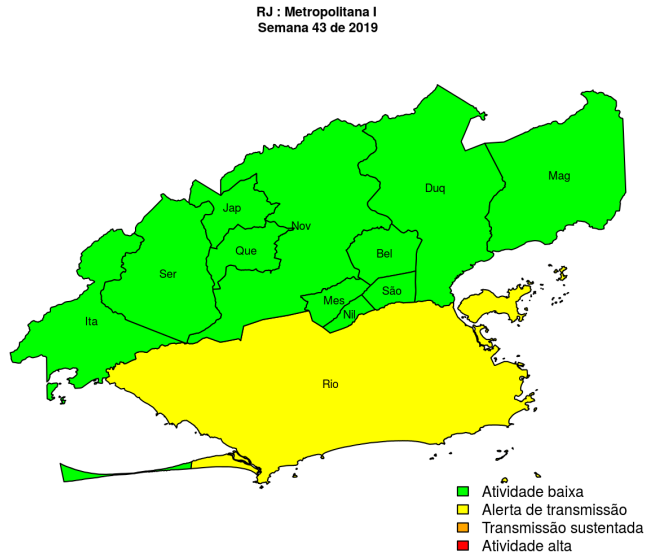 RJ : Metropolitana I
Semana 43 de 2019
Mag
Duq
Jap
Nov
Que
Bel
Ser
São
Mes
Nil
Ita
Rio
Atividade baixa
Alerta de transmissão
Transmissão sustentada
Atividade alta